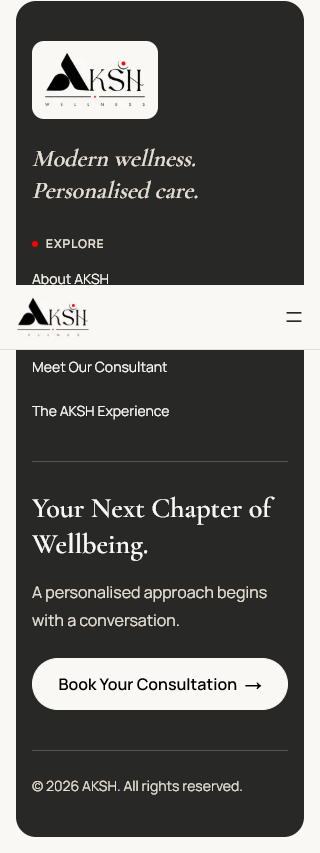 AKSH
WELLNESS
Modern wellness.
Personalised care.
EXPLORE
About AKSH
AKSH
WELLNESS
Meet Our Consultant
The AKSH Experience
Your Next Chapter of
Wellbeing.
A personalised approach begins
with a conversation.
Book Your Consultation →
© 2026 AKSH. All rights reserved.